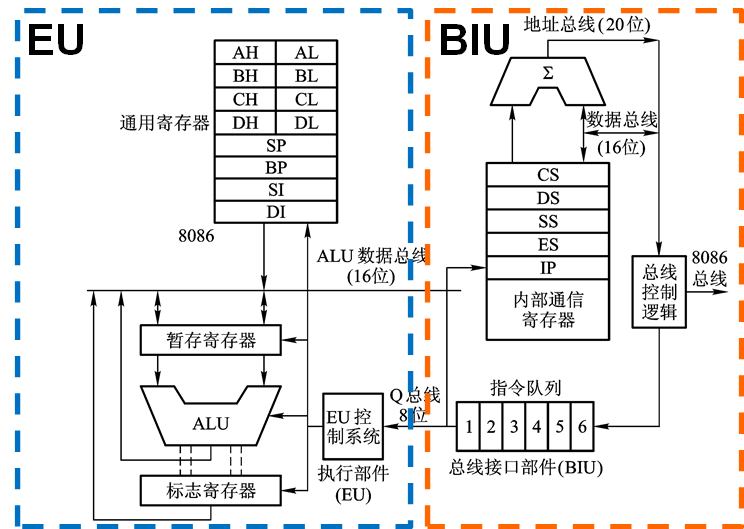 EU
AH AL
BH BL
CH CL
DH DL
SP
BP
SI
DI
通用寄存器
8086
ALU 数据总线
(16位)
暂存寄存器
ALU
标志寄存器
EU 控
制系统
执行部件
(EU)
Q 总线
8位
BIU
地址总线(20位)
Σ
数据总线
(16位)
CS
DS
SS
ES
IP
内部通信
寄存器
总线
控制
逻辑
8086
总线
指令队列
1 2 3 4 5 6
总线接口部件(BIU)